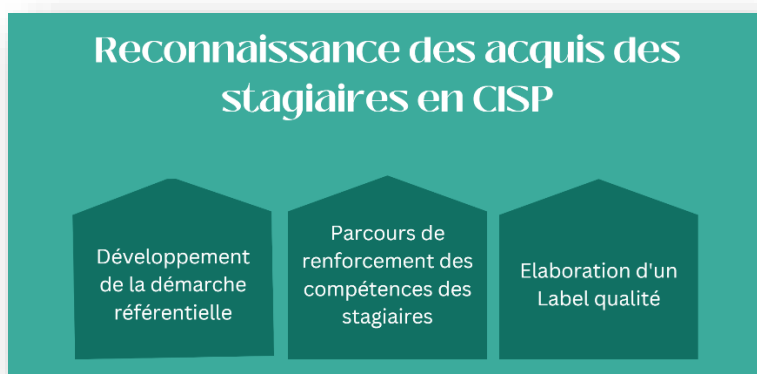 Reconnaissance des acquis des
stagiaires en CISP
Développement
de la démarche
référentielle
Parcours de
renforcement des
compétences des
stagiaires
Elaboration d'un
Label qualité